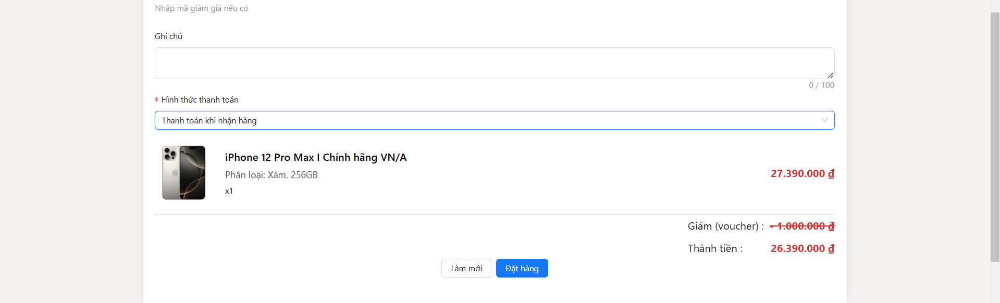 Nhập mã giảm giá nếu có
Ghi chú
0 / 100
* Hình thức thanh toán
Thanh toán khi nhận hàng
iPhone 12 Pro Max I Chính hãng VN/A
Phân loại: Xám, 256GB
27.390.000 ₫
x1
Giảm (voucher) : - 1.000.000 ₫
Thành tiền : 26.390.000 ₫
Làm mới Đặt hàng